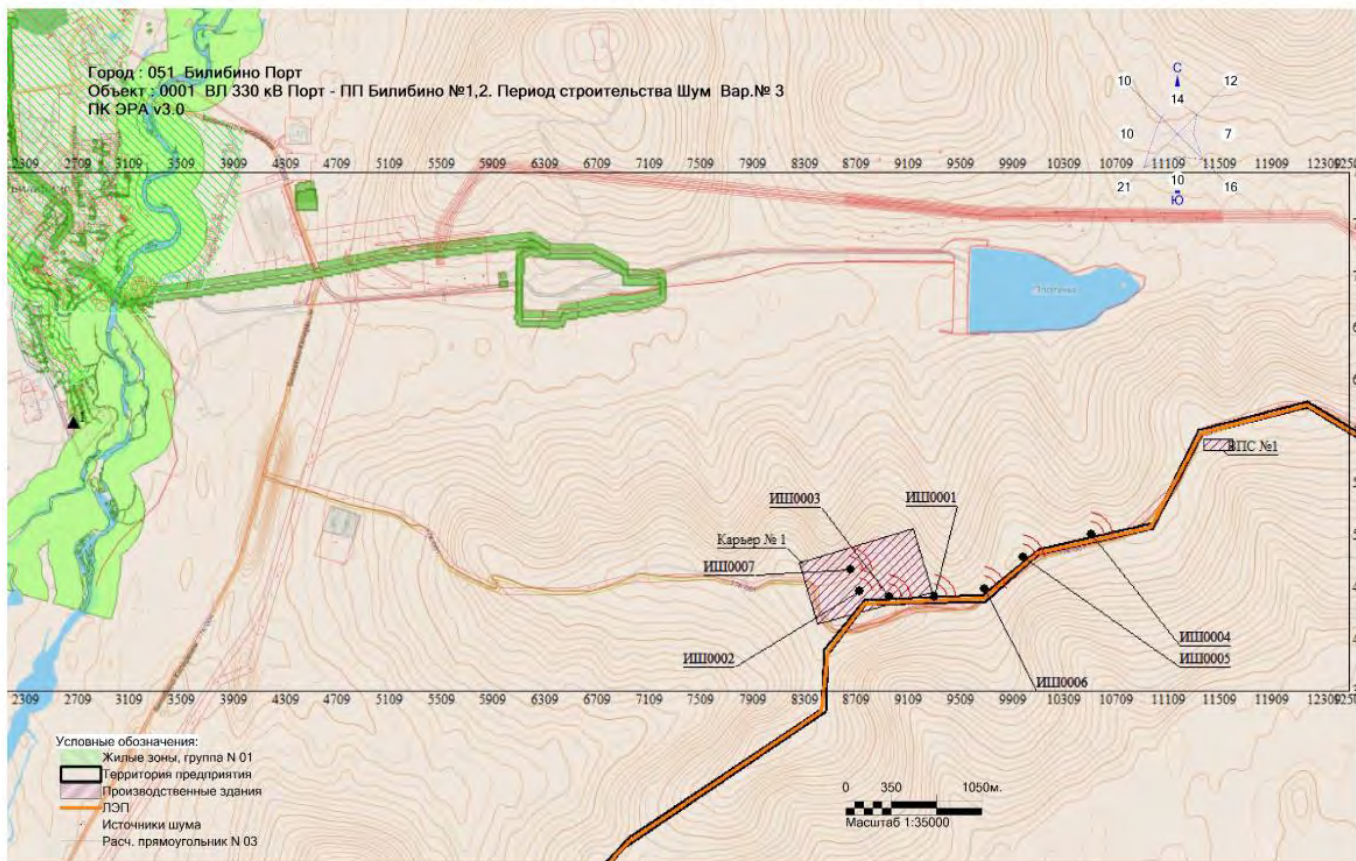 Город : 051 Билибино Порт
Объект : 0001 ВЛ 330 кВ Порт - ПП Билибино №1,2. Период строительства Шум Вар.№ 3
ПК ЭРА v3.0
С
10 12
14
10 7
21 10 16
Ю
2309 2709 3109 3509 3909 4309 4709 5109 5509 5909 6309 6709 7109 7509 7909 8309 8709 9109 9509 9909 10309 10709 11109 11509 11909 12309
Плотина
1
ВПС №1
ИШ0003
ИШ0001
Карьер № 1
ИШ0007
ИШ0004
ИШ0002
ИШ0005
ИШ0006
2309 2709 3109 3509 3909 4309 4709 5109 5509 5909 6309 6709 7109 7509 7909 8309 8709 9109 9509 9909 10309 10709 11109 11509 11909 12309
Условные обозначения:
Жилые зоны, группа N 01
Территория предприятия
Производственные здания
ЛЭП
Источники шума
Расч. прямоугольник N 03
0 350 1050м.
Масштаб 1:35000